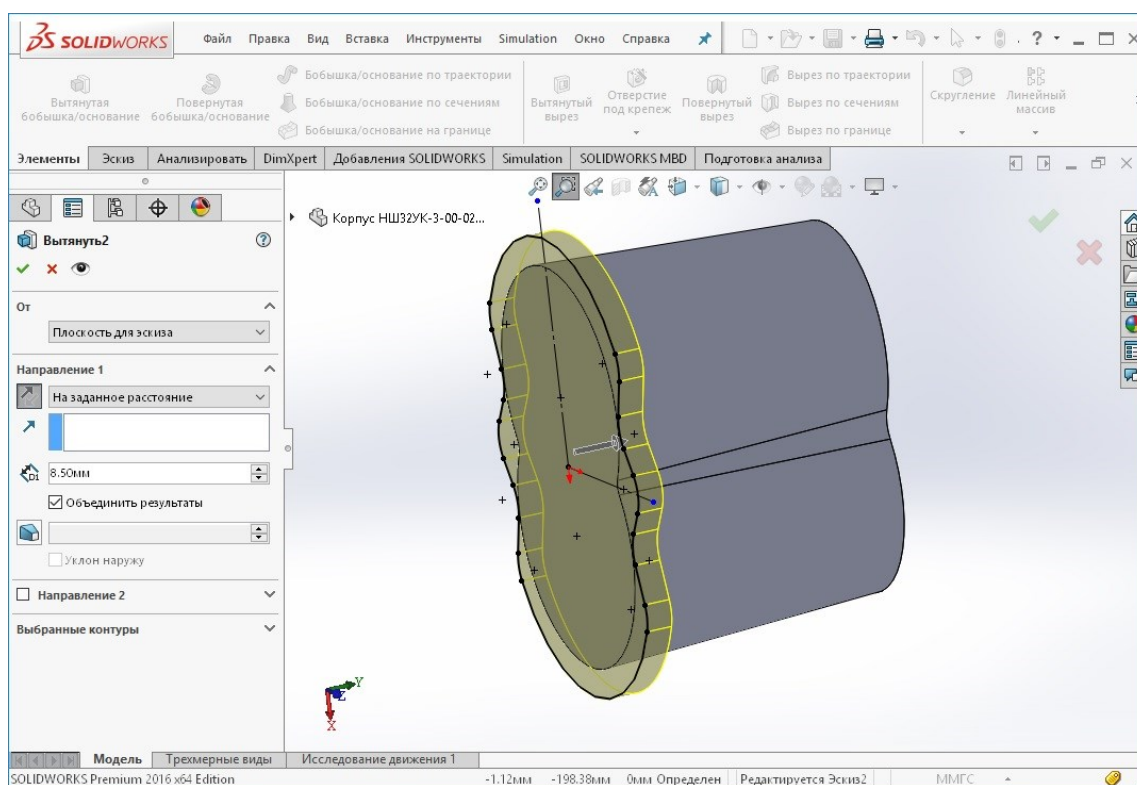 SOLIDWORKS Файл Правка Вид Вставка Инструменты Simulation Окно Справка ?
Вытянутая бобышка/основание
Повернутая бобышка/основание
Бобышка/основание по траектории
Бобышка/основание по сечениям
Бобышка/основание на границе
Вытянутый вырез
Отверстие под крепеж
Повернутый вырез
Вырез по траектории
Вырез по сечениям
Вырез по границе
Скругление
Линейный массив
Элементы Эскиз Анализировать DimXpert Добавления SOLIDWORKS Simulation SOLIDWORKS MBD Подготовка анализа
Корпус НШ32УК-3-00-02...
Вытянуть2 ?
От
Плоскость для эскиза
Направление 1
На заданное расстояние
D1 8.50мм
Объединить результаты
Уклон наружу
Направление 2
Выбранные контуры
Y
Z
X
Модель Трехмерные виды Исследование движения 1
SOLIDWORKS Premium 2016 x64 Edition -1.12мм -198.38мм 0мм Определен Редактируется Эскиз2 ММГС